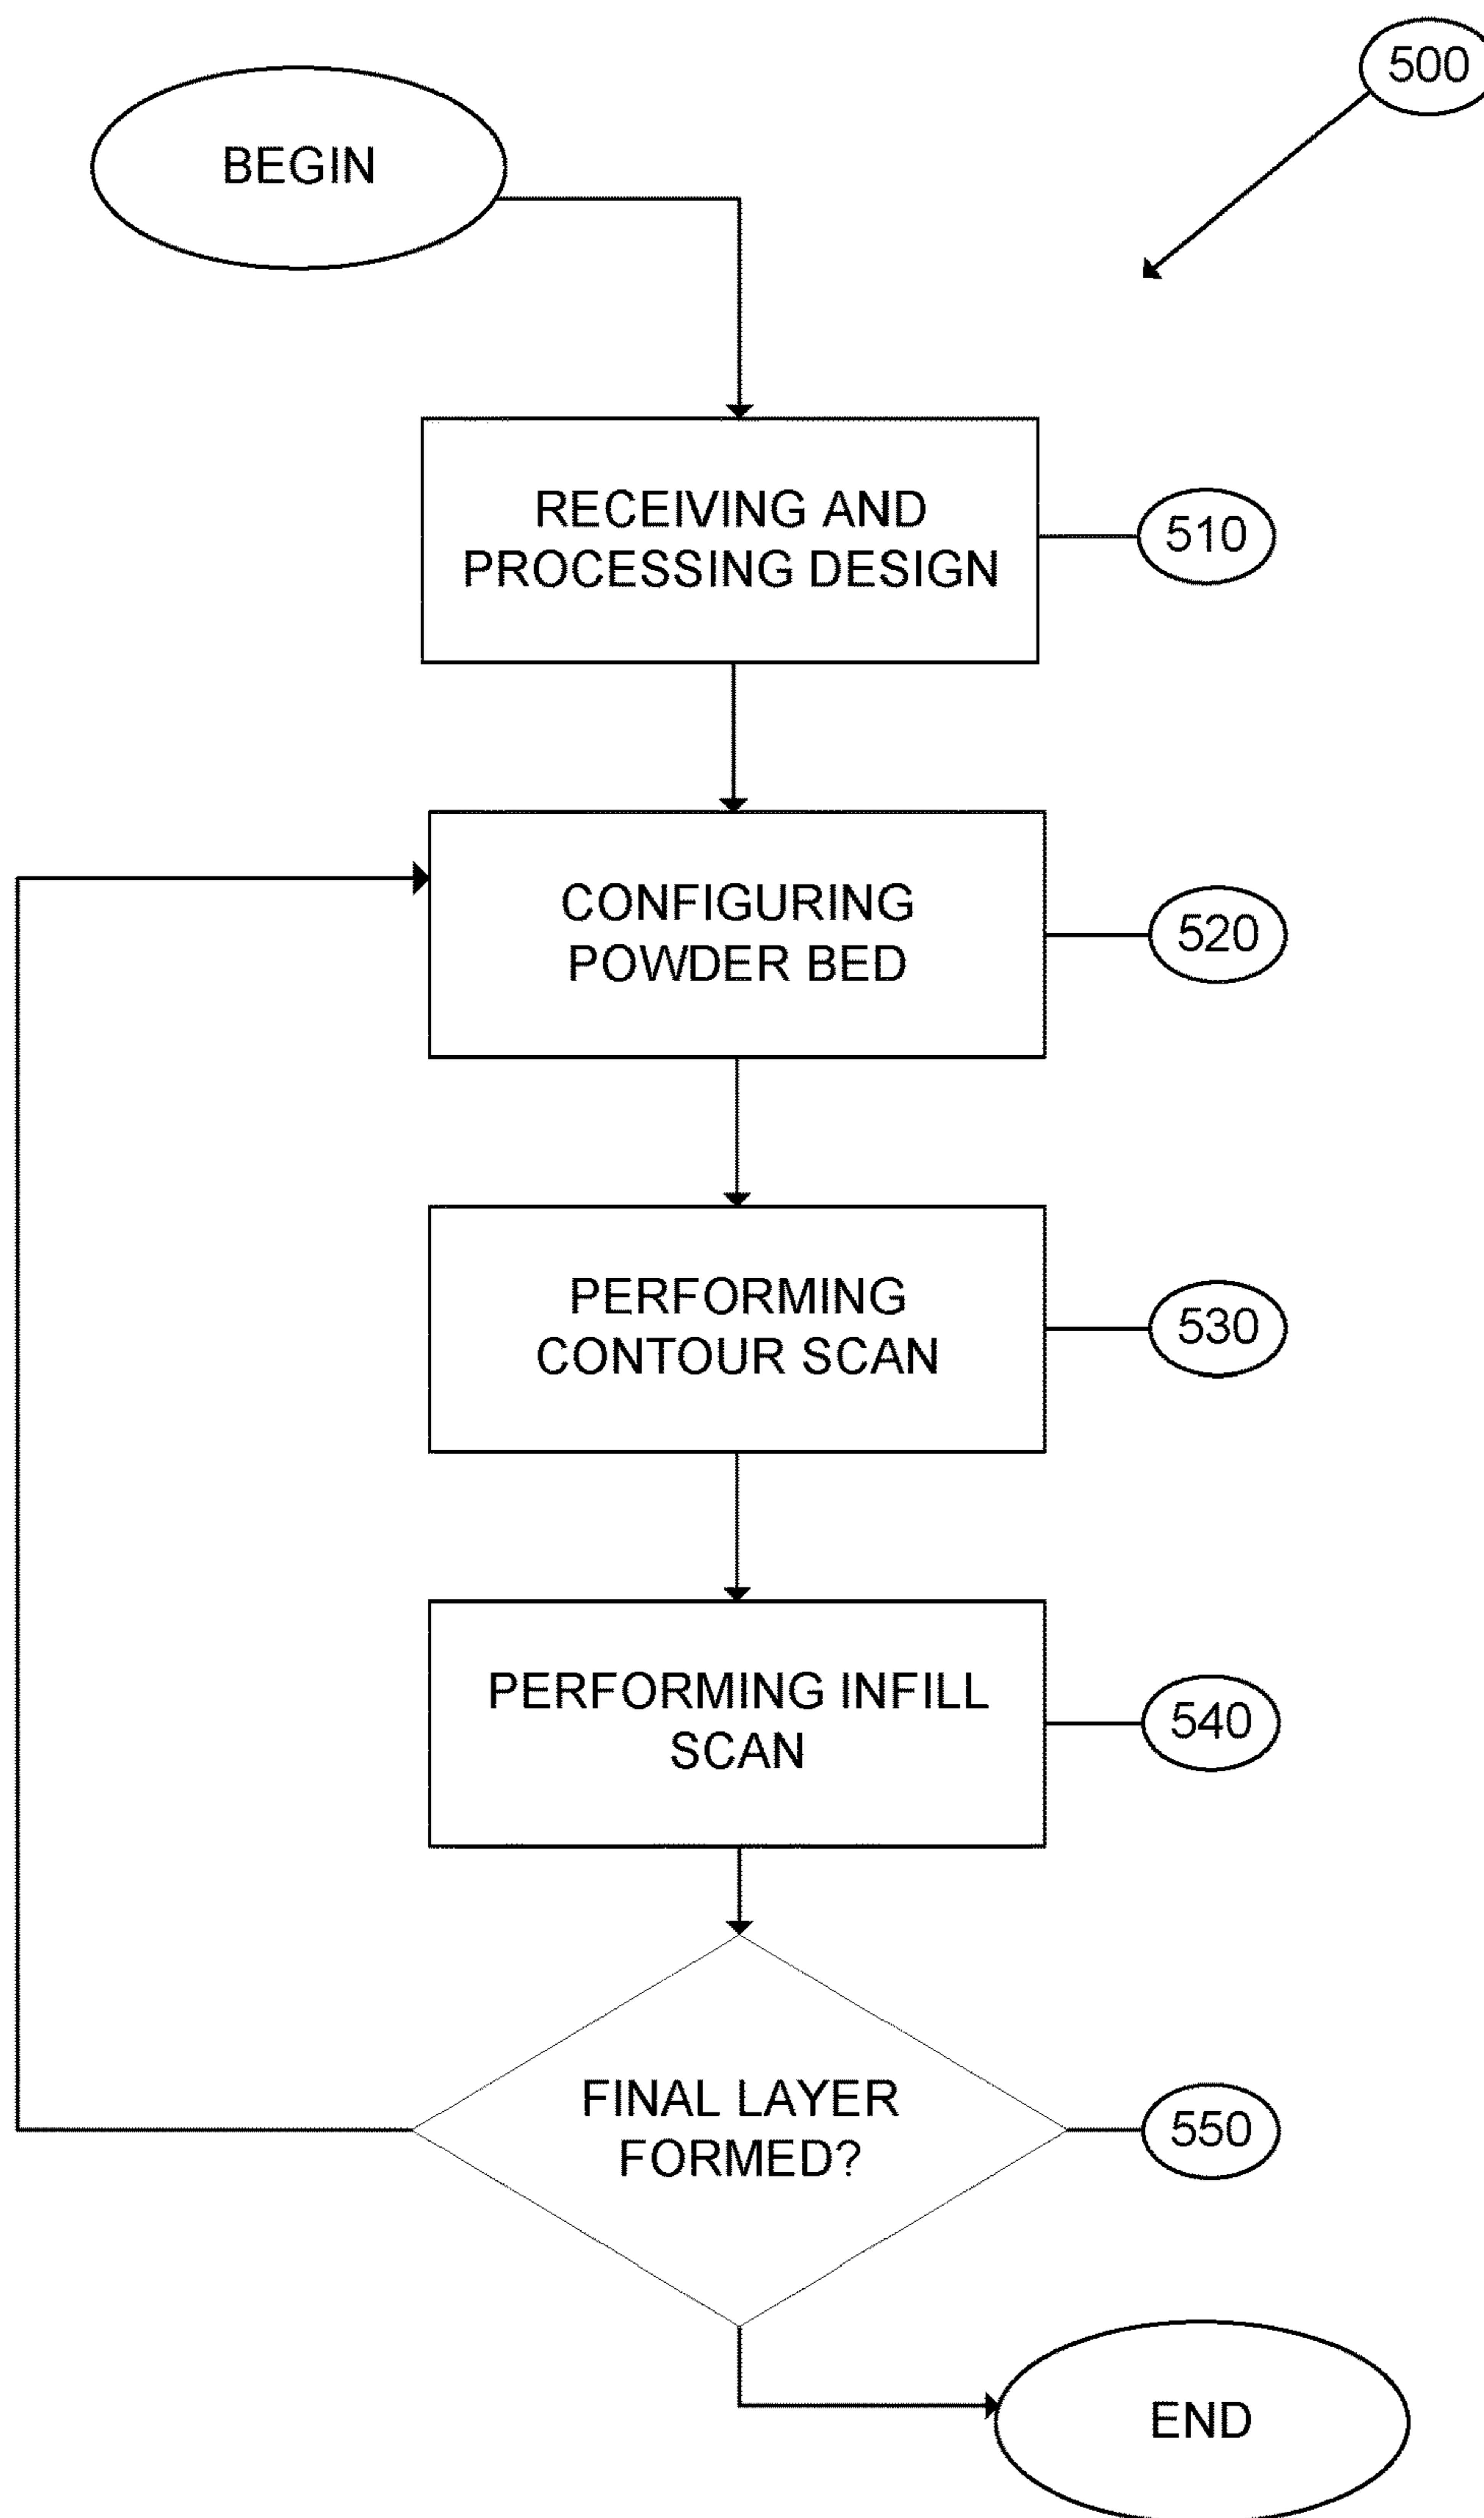 500
BEGIN
RECEIVING AND
PROCESSING DESIGN
510
CONFIGURING
POWDER BED
520
PERFORMING
CONTOUR SCAN
530
PERFORMING INFILL
SCAN
540
FINAL LAYER
FORMED?
550
END